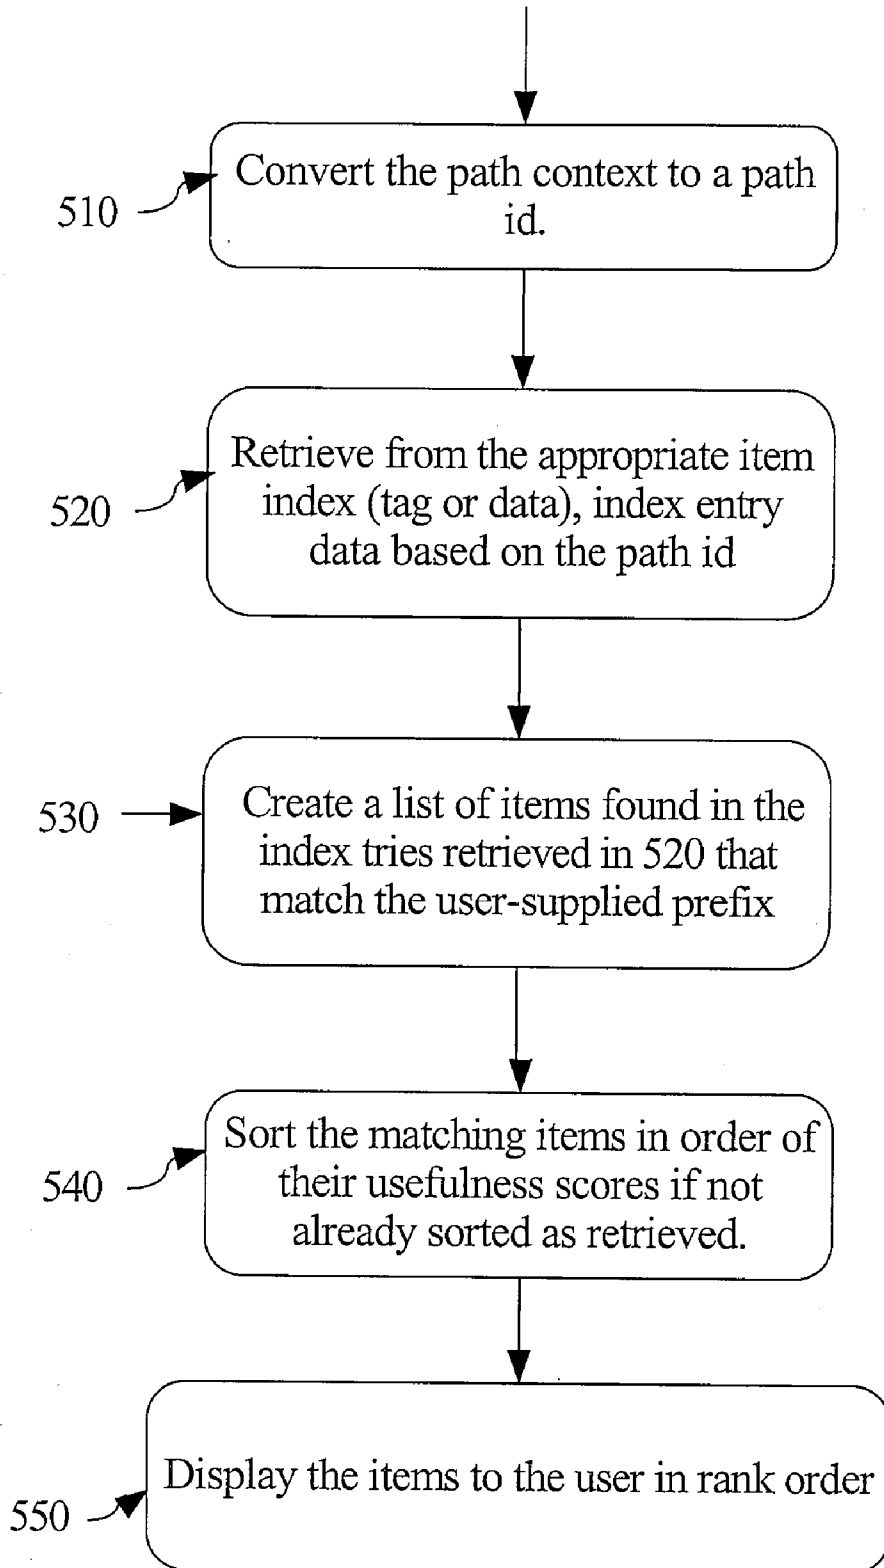 Convert the path context to a path
id.
510
Retrieve from the appropriate item
index (tag or data), index entry
data based on the path id
520
Create a list of items found in the
index tries retrieved in 520 that
match the user-supplied prefix
530
Sort the matching items in order of
their usefulness scores if not
already sorted as retrieved.
540
Display the items to the user in rank order
550